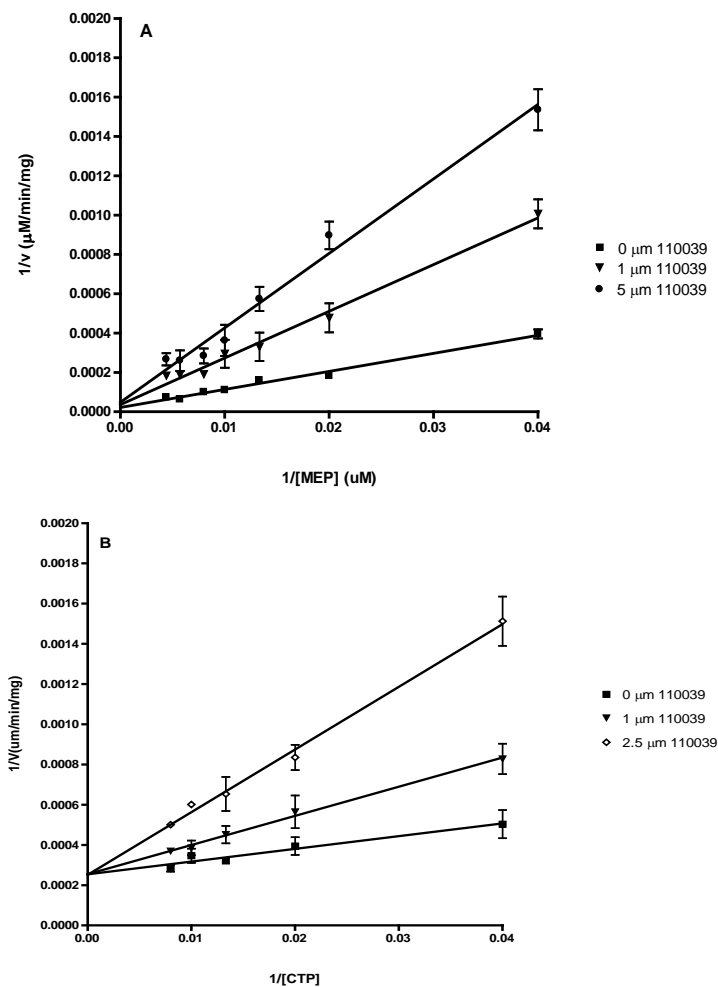 A
0.0020
0.0018
0.0016
0.0014
0.0012
0.0010
0.0008
0.0006
0.0004
0.0002
0.0000
1/v (µM/min/mg)
0.00 0.01 0.02 0.03 0.04
1/[MEP] (uM)
0 µm 110039
1 µm 110039
5 µm 110039
B
0.0020
0.0018
0.0016
0.0014
0.0012
0.0010
0.0008
0.0006
0.0004
0.0002
0.0000
1/V(um/min/mg)
0.00 0.01 0.02 0.03 0.04
1/[CTP]
0 µm 110039
1 µm 110039
2.5 µm 110039